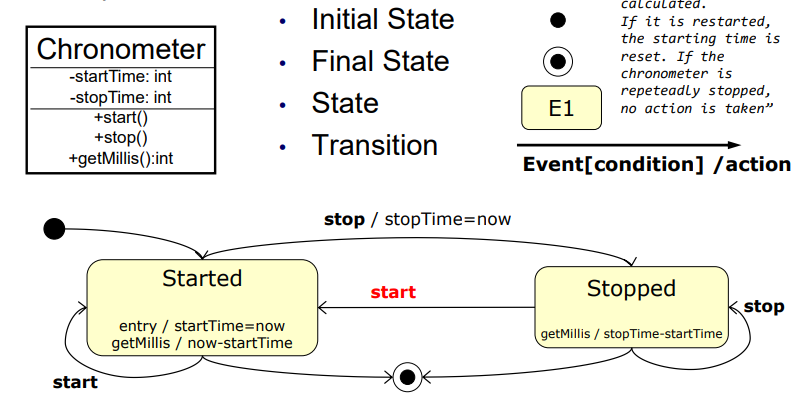 Chronometer
-startTime: int
-stopTime: int
+start()
+stop()
+getMillis():int
• Initial State
• Final State
• State
• Transition
E1
Event[condition] /action
calculated.
If it is restarted,
the starting time is
reset. If the
chronometer is
repeteadly stopped,
no action is taken”
stop / stopTime=now
Started
entry / startTime=now
getMillis / now-startTime
start
start
Stopped
getMillis / stopTime-startTime
stop